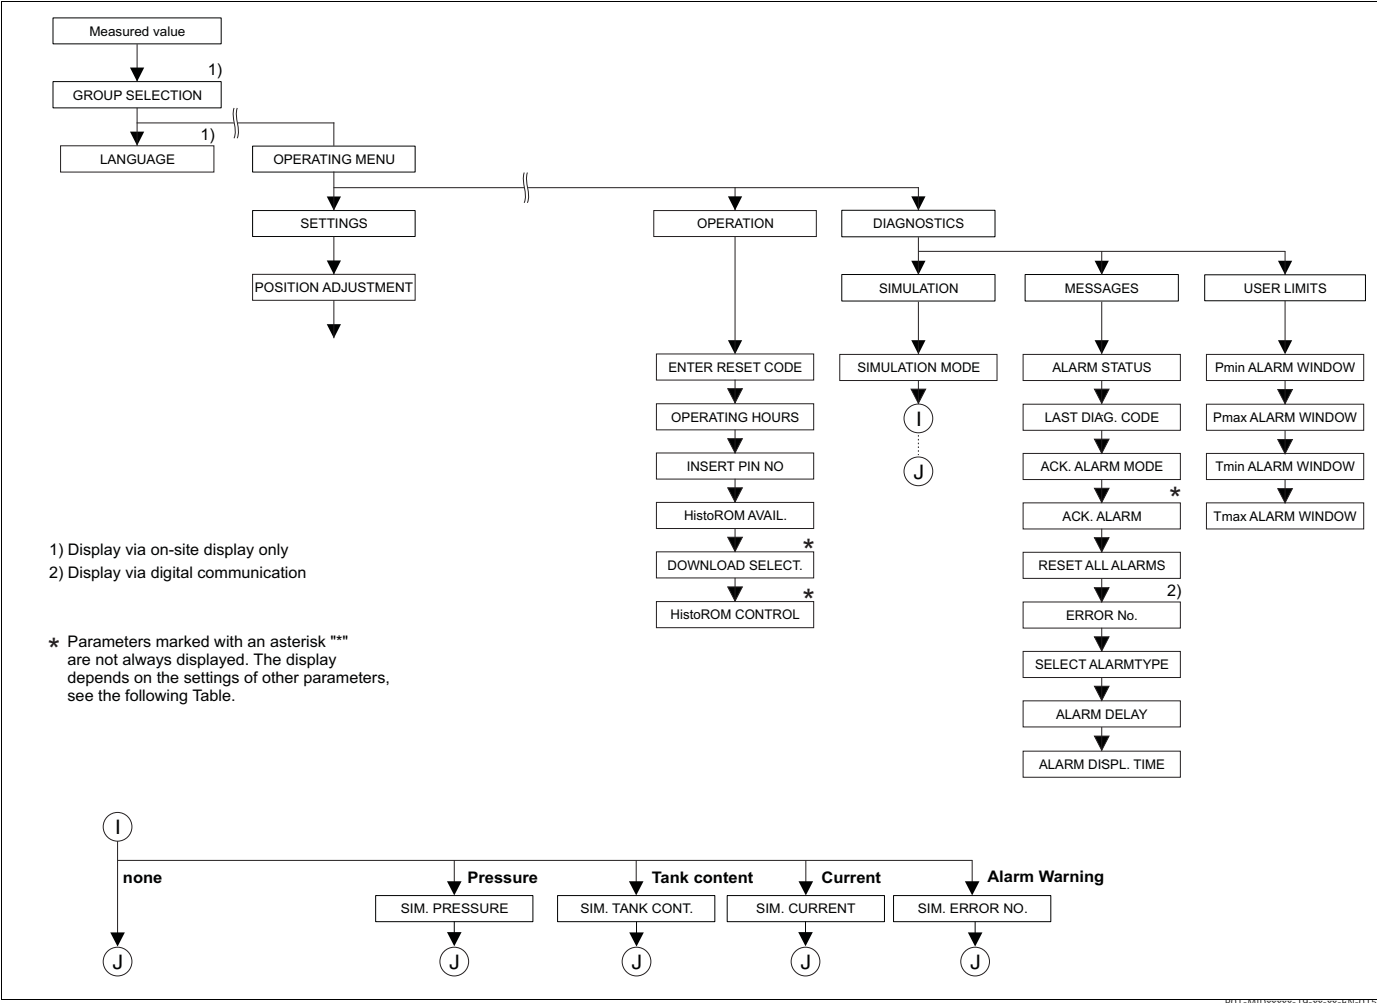 Measured value
1)
GROUP SELECTION
1)
LANGUAGE
OPERATING MENU
SETTINGS
OPERATION
DIAGNOSTICS
POSITION ADJUSTMENT
SIMULATION
MESSAGES
USER LIMITS
ENTER RESET CODE
SIMULATION MODE
ALARM STATUS
Pmin ALARM WINDOW
OPERATING HOURS
I
LAST DIAG. CODE
Pmax ALARM WINDOW
INSERT PIN NO
J
ACK. ALARM MODE
Tmin ALARM WINDOW
*
HistoROM AVAIL.
ACK. ALARM
Tmax ALARM WINDOW
*
DOWNLOAD SELECT.
RESET ALL ALARMS
*
2)
HistoROM CONTROL
ERROR No.
SELECT ALARMTYPE
ALARM DELAY
ALARM DISPL. TIME
1) Display via on-site display only
2) Display via digital communication
* Parameters marked with an asterisk "*"
are not always displayed. The display
depends on the settings of other parameters,
see the following Table.
I
none
Pressure
Tank content
Current
Alarm Warning
SIM. PRESSURE
SIM. TANK CONT.
SIM. CURRENT
SIM. ERROR NO.
J
J
J
J
J